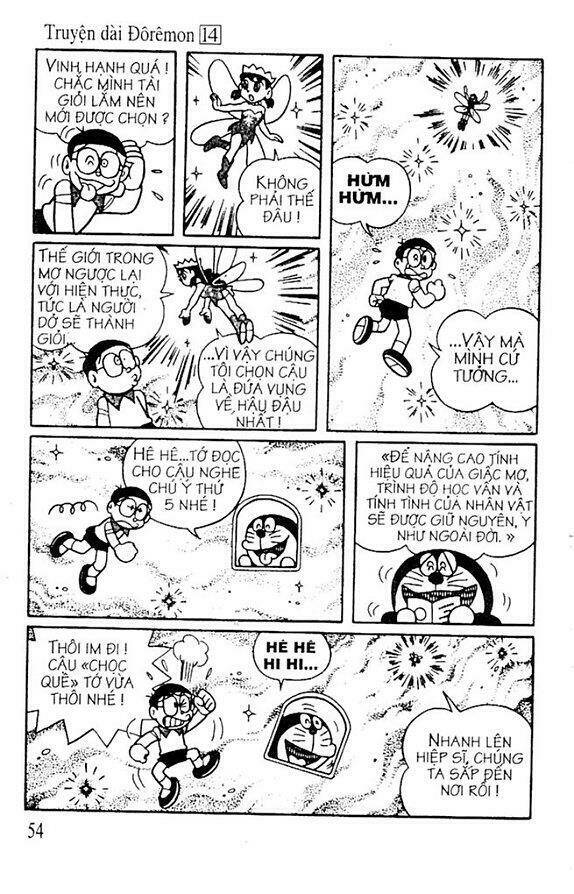 Truyện dài Đôrêmon 14
VINH HẠNH QUÁ !
CHẮC MÌNH TÀI
GIỎI LẮM NÊN
MỚI ĐƯỢC CHỌN ?
KHÔNG
PHẢI THẾ
ĐÂU !
HỪM
HỪM...
...VẬY MÀ
MÌNH CỨ
TƯỞNG...
THẾ GIỚI TRONG
MƠ NGƯỢC LẠI
VỚI HIỆN THỰC,
TỨC LÀ NGƯỜI
DỞ SẼ THÀNH
GIỎI.
...VÌ VẬY CHÚNG
TÔI CHỌN CẬU
LÀ ĐỨA VỤNG
VỀ HẬU ĐẬU
NHẤT !
HÊ HÊ...TỚ ĐỌC
CHO CẬU NGHE
CHÚ Ý THỨ
5 NHÉ !
«ĐỂ NÂNG CAO TÍNH
HIỆU QUẢ CỦA GIẤC MƠ,
TRÌNH ĐỘ HỌC VẤN VÀ
TÍNH TÌNH CỦA NHÂN VẬT
SẼ ĐƯỢC GIỮ NGUYÊN, Y
NHƯ NGOÀI ĐỜI. »
THÔI IM ĐI !
CẬU «CHỌC
QUÊ» TỚ VỪA
THÔI NHÉ !
HÊ HÊ
HI HI...
NHANH LÊN
HIỆP SĨ, CHÚNG
TA SẮP ĐẾN
NƠI RỒI !
54